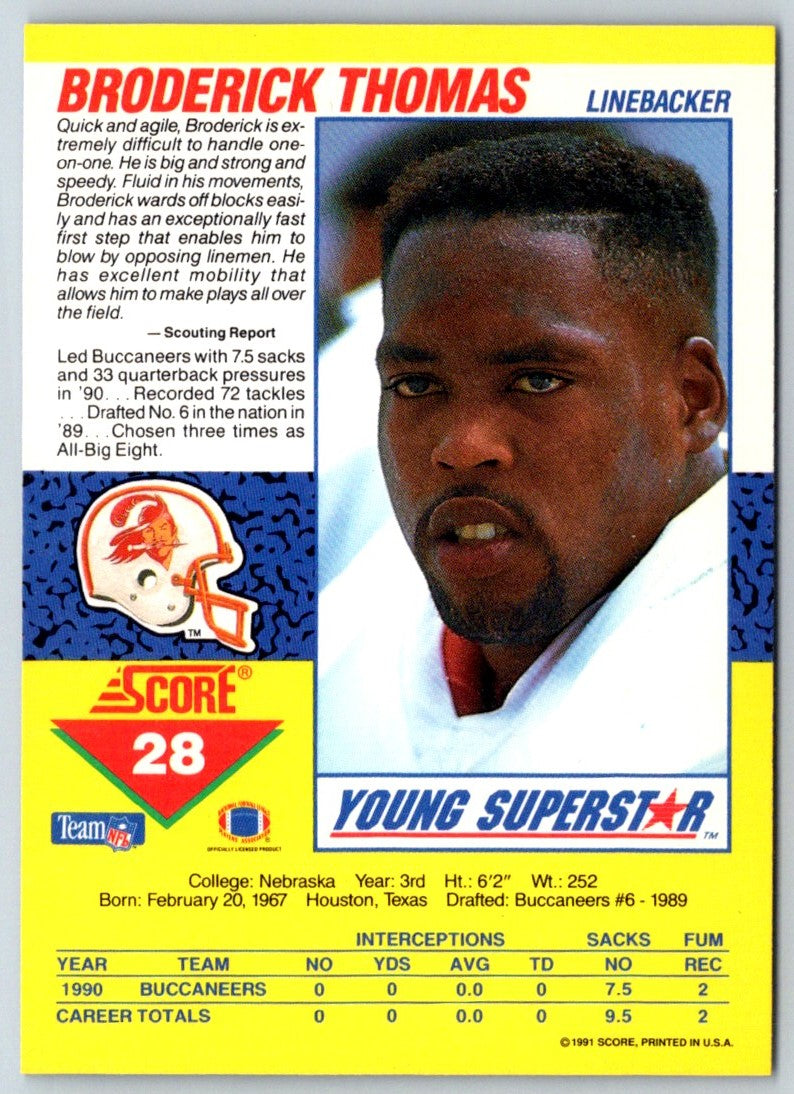 BRODERICK THOMAS
LINEBACKER
Quick and agile, Broderick is ex-
tremely difficult to handle one-
on-one. He is big and strong and
speedy. Fluid in his movements,
Broderick wards off blocks easi-
ly and has an exceptionally fast
first step that enables him to
blow by opposing linemen. He
has excellent mobility that
allows him to make plays all over
the field.
— Scouting Report
Led Buccaneers with 7.5 sacks
and 33 quarterback pressures
in '90. . . Recorded 72 tackles
. . . Drafted No. 6 in the nation in
'89. . . Chosen three times as
All-Big Eight.
TM
SCORE®
28
Team NFL
OFFICIALLY LICENSED PRODUCT
YOUNG SUPERSTAR TM
College: Nebraska Year: 3rd Ht.: 6'2" Wt.: 252
Born: February 20, 1967 Houston, Texas Drafted: Buccaneers #6 - 1989
INTERCEPTIONS SACKS FUM
YEAR TEAM NO YDS AVG TD NO REC
1990 BUCCANEERS 0 0 0.0 0 7.5 2
CAREER TOTALS 0 0 0.0 0 9.5 2
©1991 SCORE, PRINTED IN U.S.A.